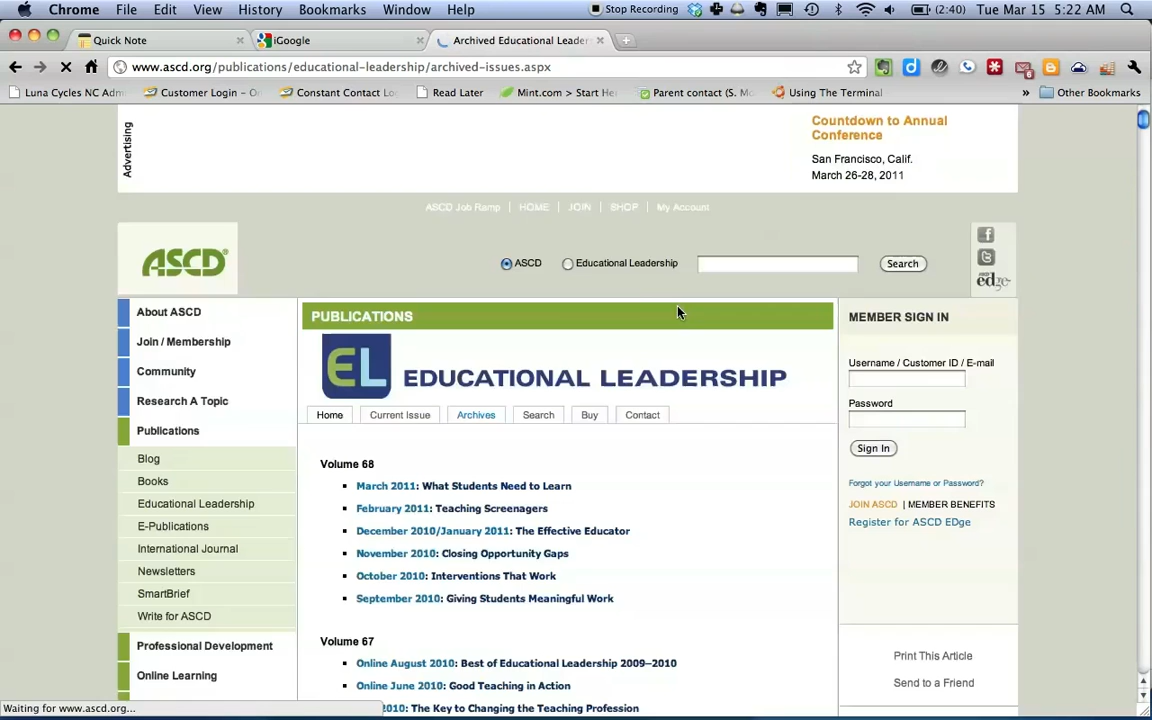 Chrome File Edit View History Bookmarks Window Help Stop Recording (2:40) Tue Mar 15 5:22 AM
Quick Note iGoogle Archived Educational Leader
www.ascd.org/publications/educational-leadership/archived-issues.aspx
Luna Cycles NC Adm Customer Login – O Constant Contact Lo Read Later Mint.com > Start He Parent contact (S. M Using The Terminal » Other Bookmarks
Advertising
Countdown to Annual
Conference
San Francisco, Calif.
March 26-28, 2011
ASCD Job Ramp | HOME | JOIN | SHOP | My Account
ASCD®
ASCD Educational Leadership Search
edge
About ASCD
Join / Membership
Community
Research A Topic
Publications
Blog
Books
Educational Leadership
E-Publications
International Journal
Newsletters
SmartBrief
Write for ASCD
Professional Development
Online Learning
PUBLICATIONS
EL EDUCATIONAL LEADERSHIP
Home Current Issue Archives Search Buy Contact
Volume 68
March 2011: What Students Need to Learn
February 2011: Teaching Screenagers
December 2010/January 2011: The Effective Educator
November 2010: Closing Opportunity Gaps
October 2010: Interventions That Work
September 2010: Giving Students Meaningful Work
Volume 67
Online August 2010: Best of Educational Leadership 2009–2010
Online June 2010: Good Teaching in Action
2010: The Key to Changing the Teaching Profession
MEMBER SIGN IN
Username / Customer ID / E-mail
Password
Sign In
Forgot your Username or Password?
JOIN ASCD | MEMBER BENEFITS
Register for ASCD EDge
Print This Article
Send to a Friend
Waiting for www.ascd.org...